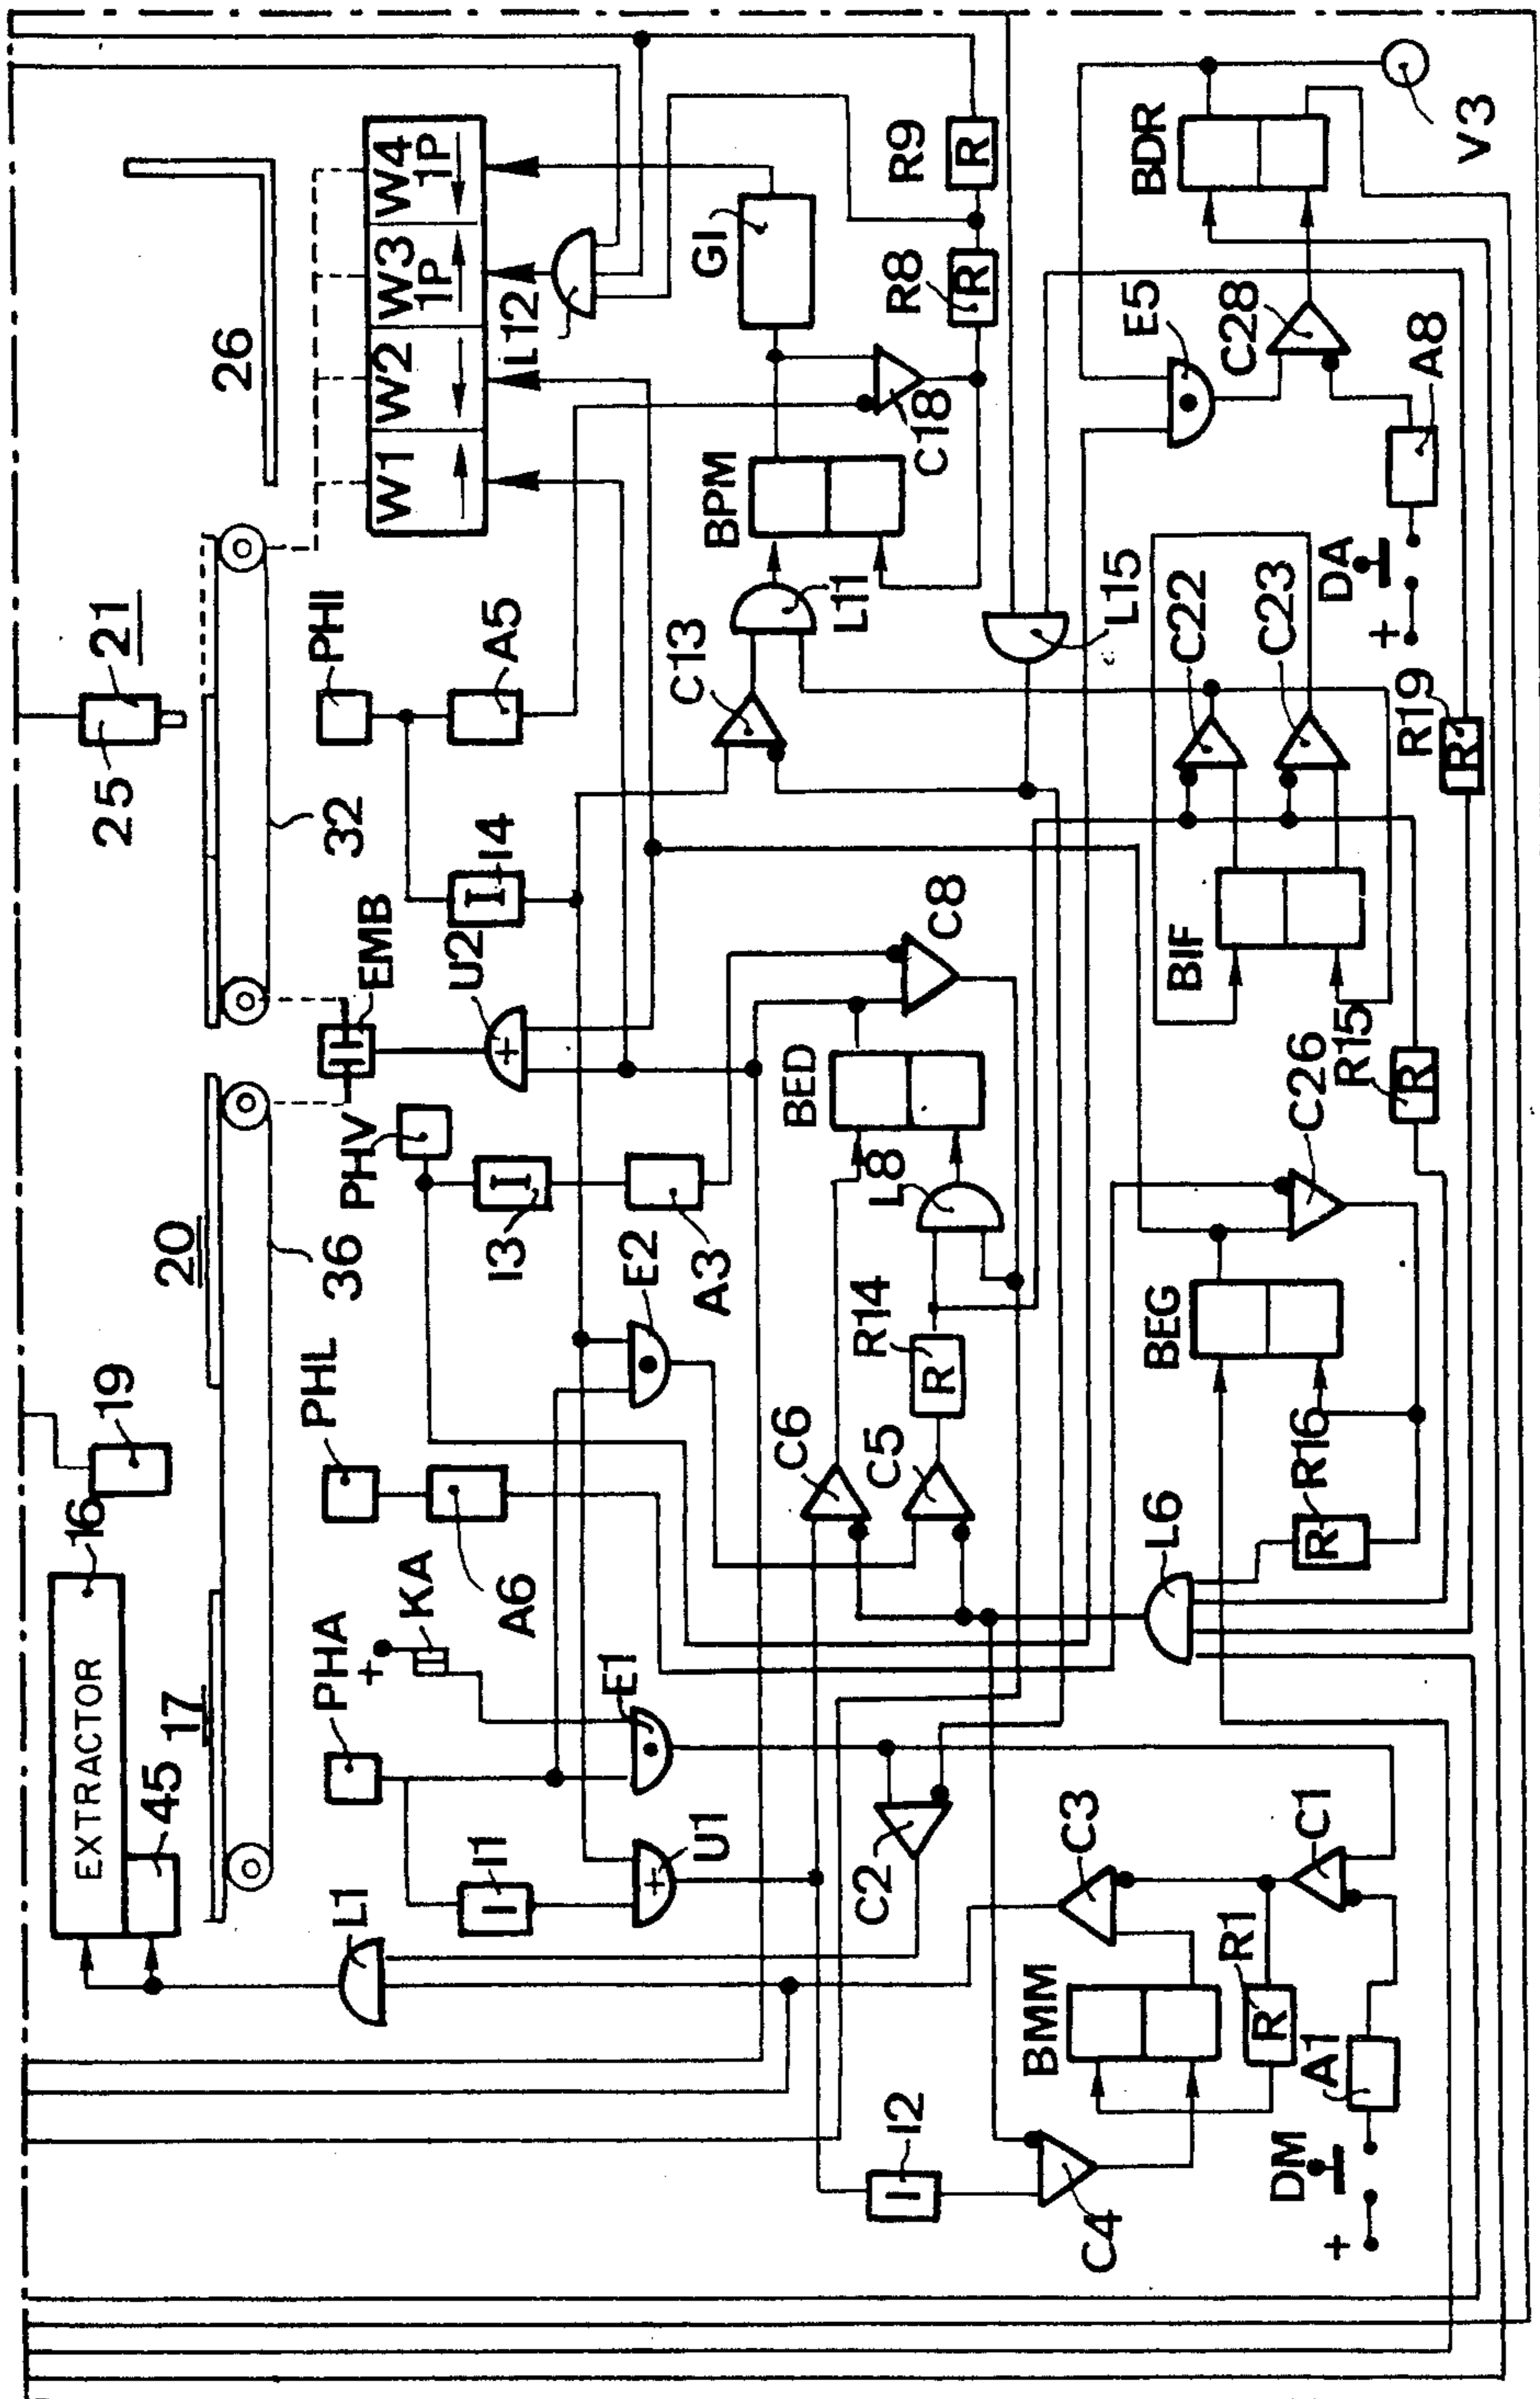 EXTRACTOR
16
19
45
17
20
36
25
21
32
26
L1
PHA
KA
PHL
PHV
EMB
PHI
W1
W2
W3
1P
W4
1P
I1
U1
E1
A6
E2
I3
A3
U2
I4
A5
L12
I
I
I
GI
C2
C6
C5
R14
R
L8
BED
C8
C13
L11
BPM
C18
R8
R
R9
R
I2
I
C4
BMM
C3
R1
R
C1
A1
DM
+
+
L6
R16
R
BEG
C26
R15
R
BIF
C22
C23
L15
R19
R1
DA
+
A8
C28
E5
BDR
V3